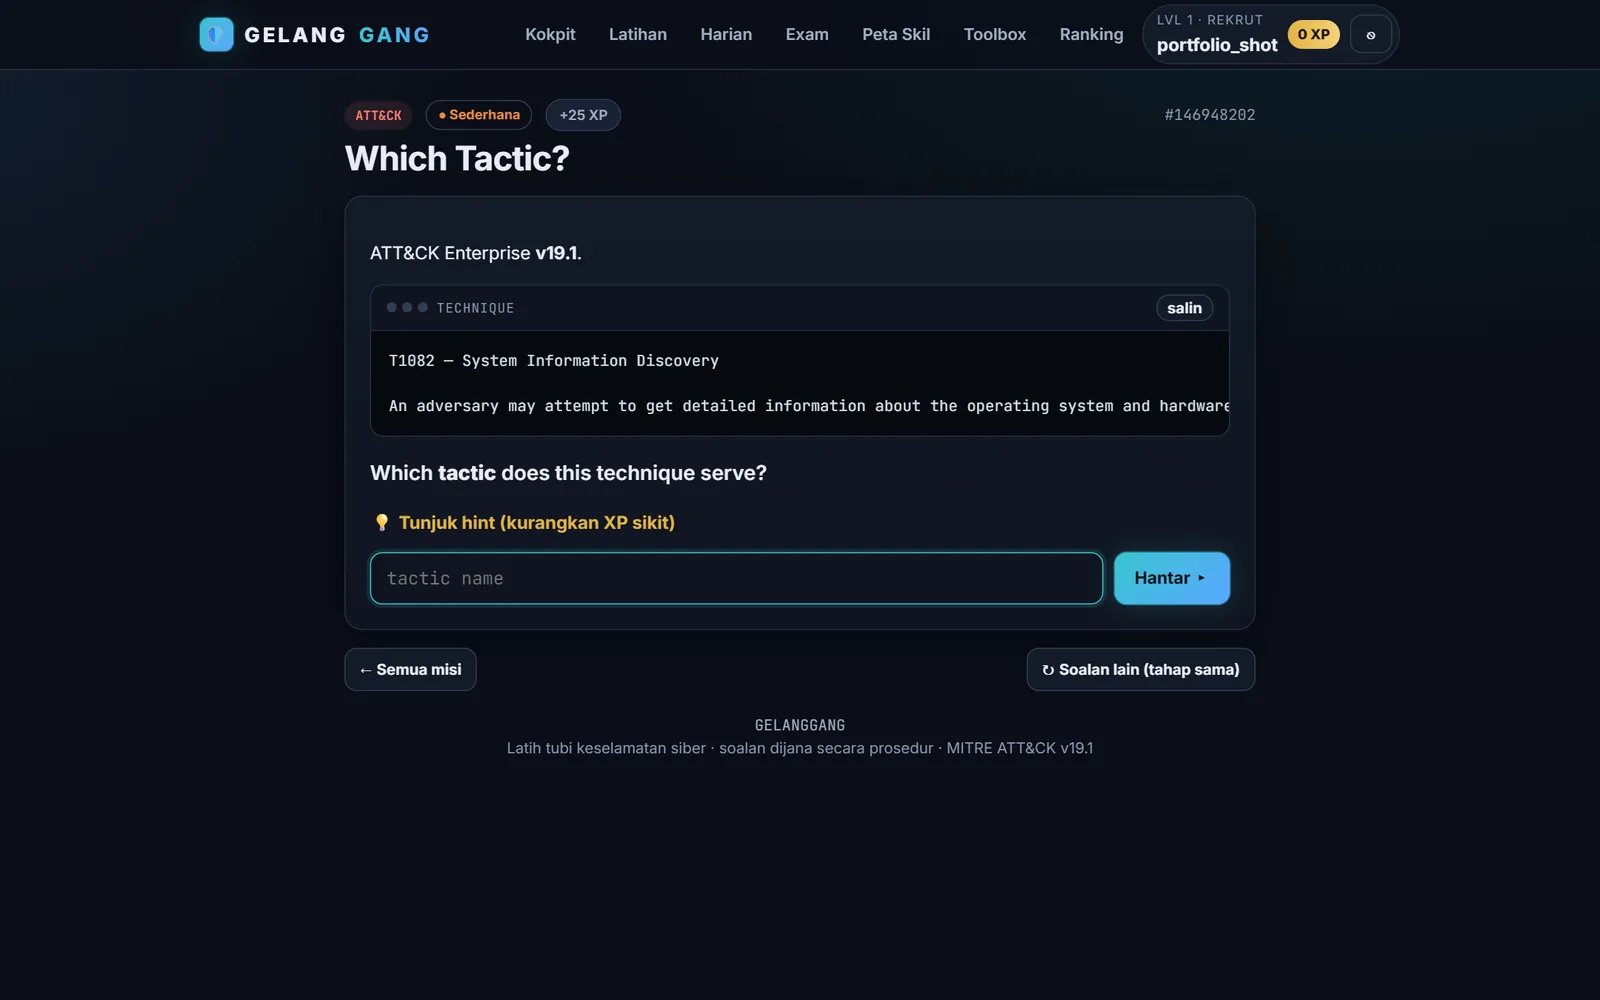 GELANG GANG
Kokpit
Latihan
Harian
Exam
Peta Skil
Toolbox
Ranking
LVL 1 · REKRUT
portfolio_shot
0 XP
ATT&CK
● Sederhana
+25 XP
#146948202
Which Tactic?
ATT&CK Enterprise v19.1.
TECHNIQUE
salin
T1082 — System Information Discovery
An adversary may attempt to get detailed information about the operating system and hardware
Which tactic does this technique serve?
💡 Tunjuk hint (kurangkan XP sikit)
tactic name
Hantar ▸
← Semua misi
↻ Soalan lain (tahap sama)
GELANGGANG
Latih tubi keselamatan siber · soalan dijana secara prosedur · MITRE ATT&CK v19.1